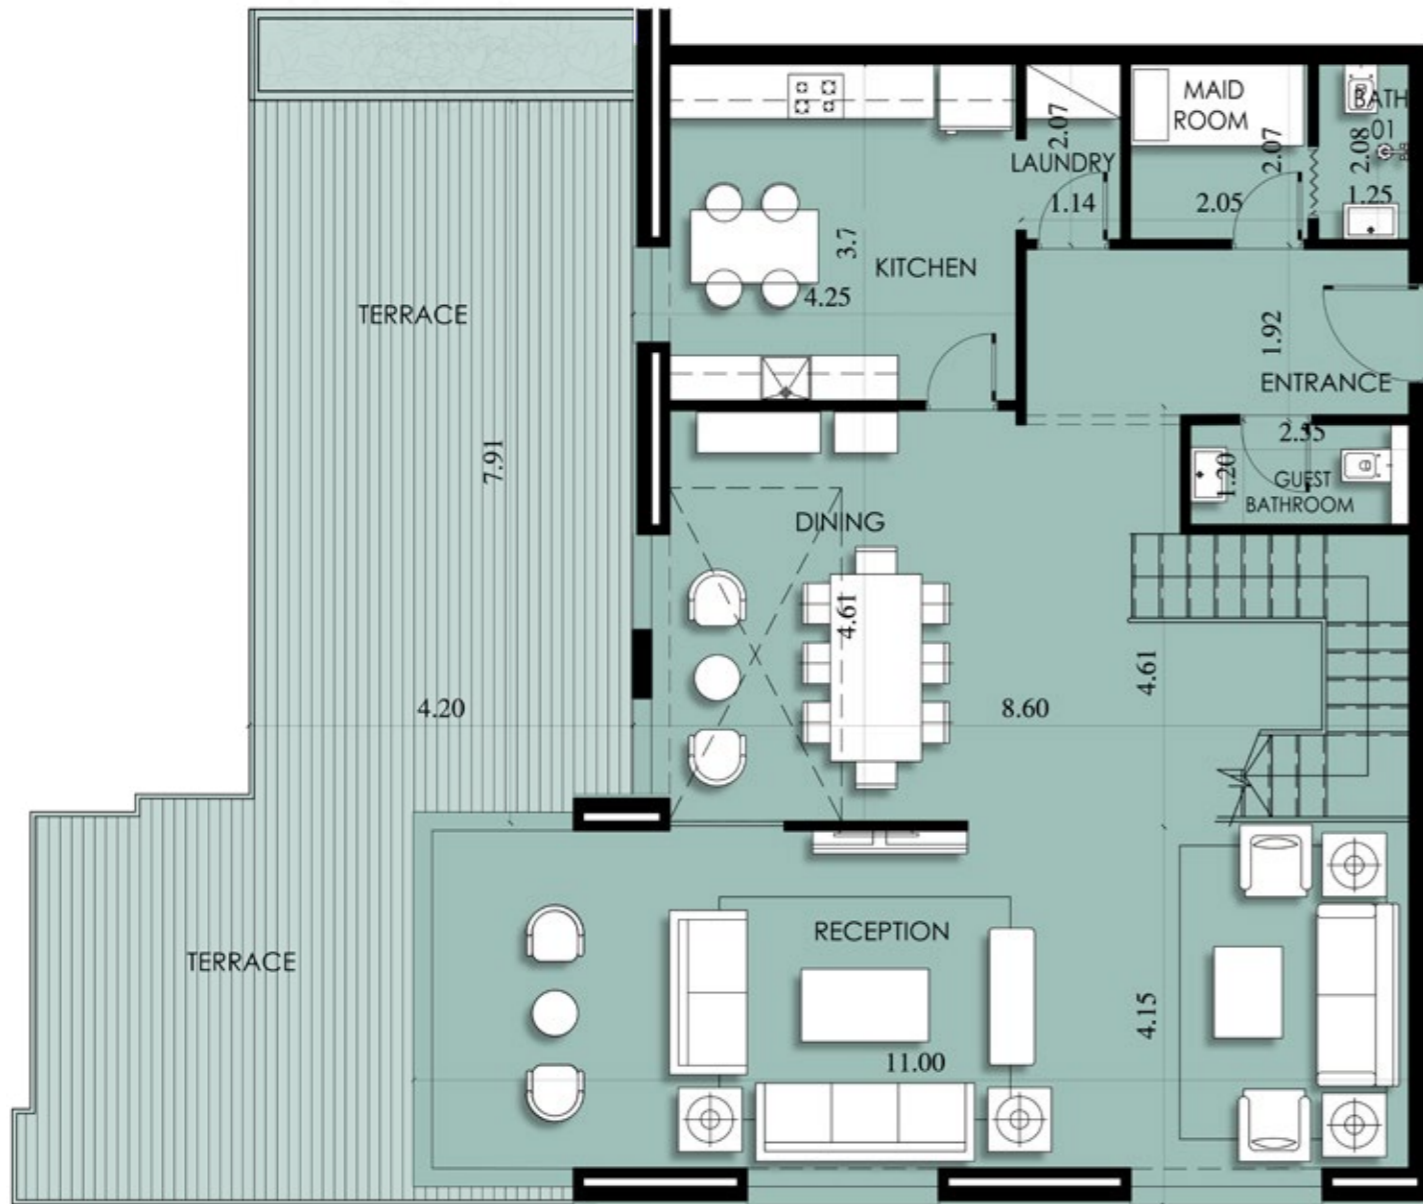 MAID
ROOM
BATH
01
2.07
2.07
2.08
LAUNDRY
1.14
2.05
1.25
3.7
KITCHEN
4.25
TERRACE
1.92
ENTRANCE
7.91
1.20
GUEST
BATHROOM
DINING
4.61
4.61
4.20
8.60
RECEPTION
TERRACE
4.15
11.00